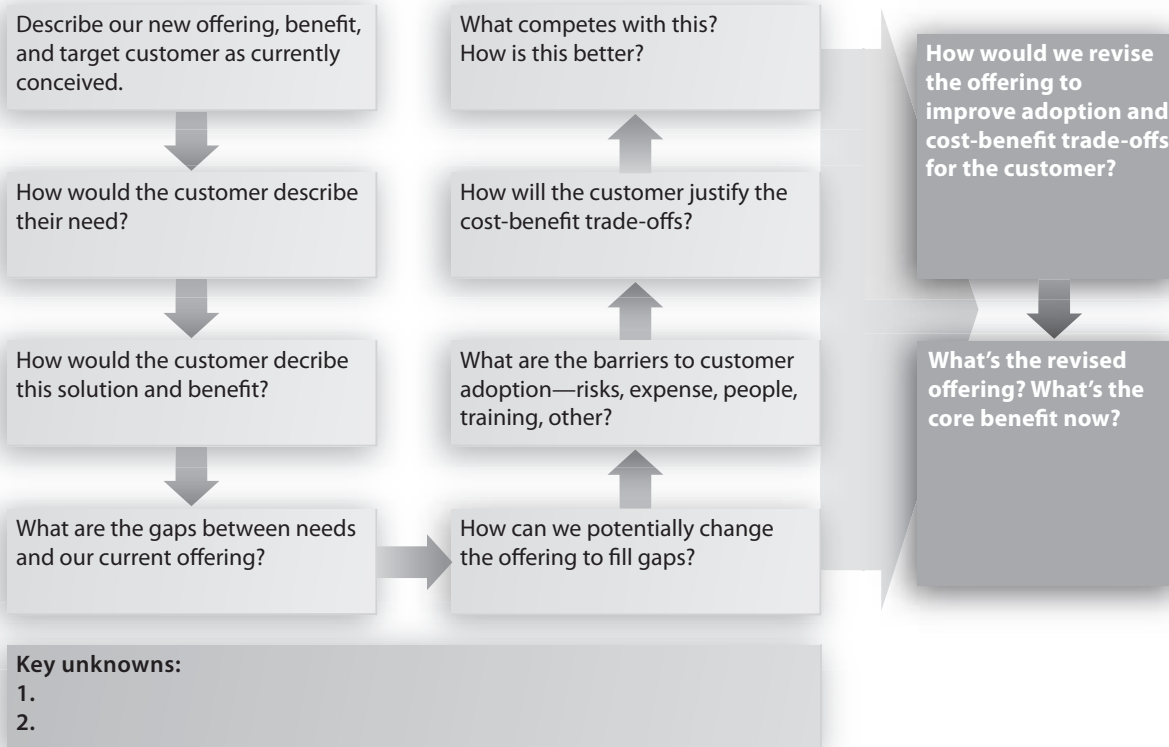 Describe our new offering, benefit,
and target customer as currently
conceived.
How would the customer describe
their need?
How would the customer decribe
this solution and benefit?
What are the gaps between needs
and our current offering?
How can we potentially change
the offering to fill gaps?
What are the barriers to customer
adoption—risks, expense, people,
training, other?
How will the customer justify the
cost-benefit trade-offs?
What competes with this?
How is this better?
How would we revise
the offering to
improve adoption and
cost-benefit trade-offs
for the customer?
What’s the revised
offering? What’s the
core benefit now?
Key unknowns:
1.
2.